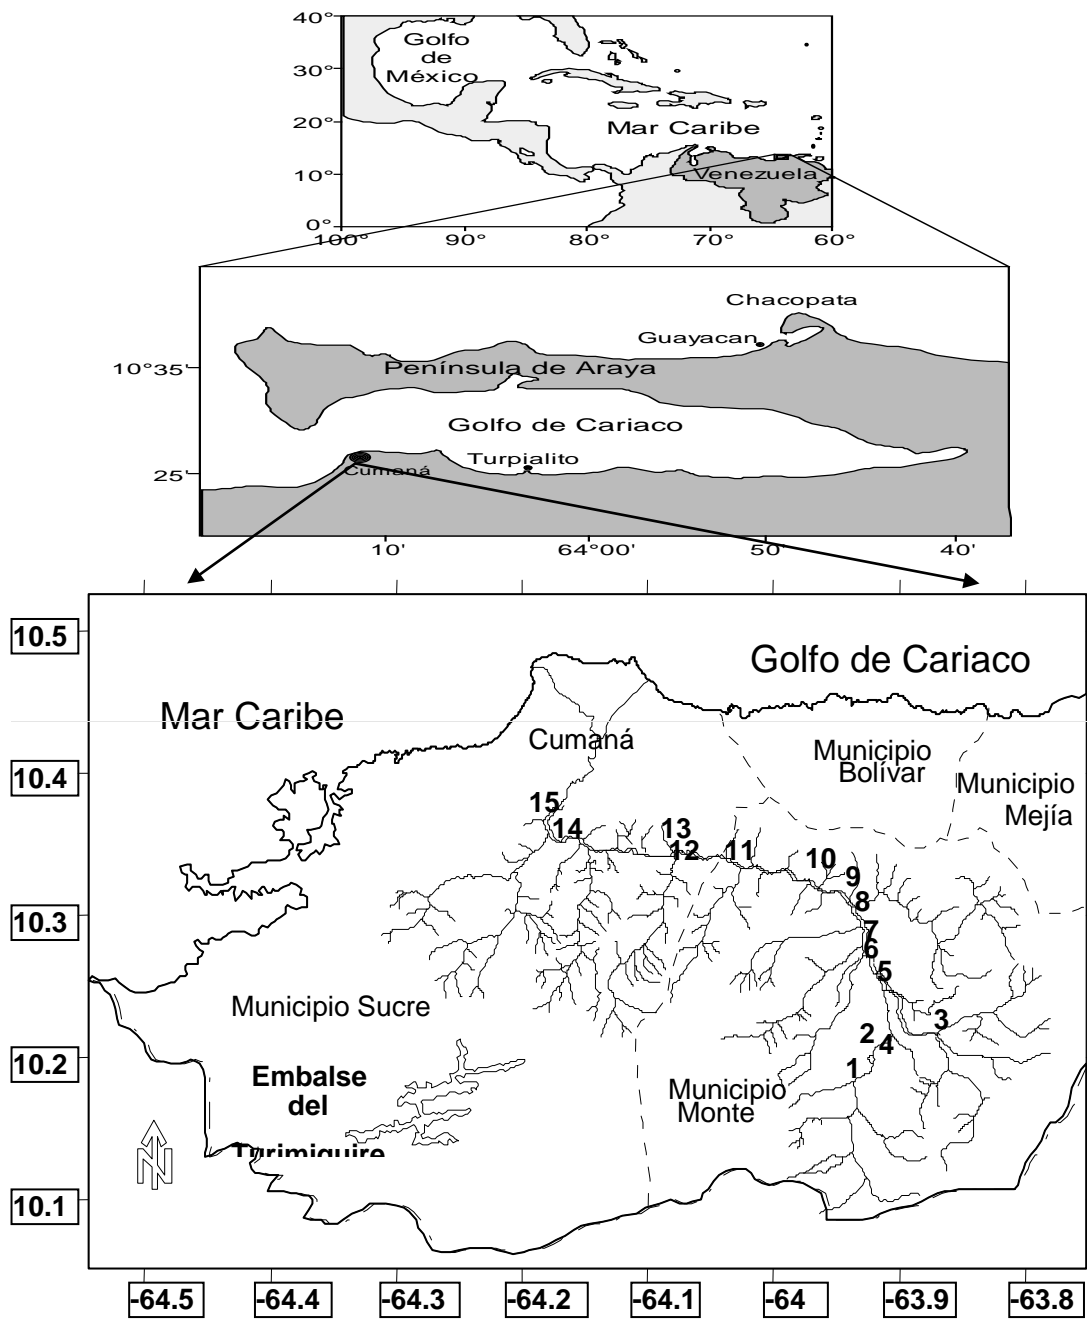 40°
Golfo
de
México
30°
20°
Mar Caribe
10°
Venezuela
0°
100°
90°
80°
70°
60°
Chacopata
Guayacan
10°35'
Península de Araya
Golfo de Cariaco
Turpialito
25'
Cumaná
10'
64°00'
50'
40'
10.5
Golfo de Cariaco
Mar Caribe
Cumaná
Municipio
Bolívar
10.4
Municipio
Mejía
15
14
13
12
11
10
9
8
10.3
7
6
5
Municipio Sucre
3
2
4
10.2
1
Embalse
del
Turimiquire
Municipio
Monte
N
10.1
-64.5
-64.4
-64.3
-64.2
-64.1
-64
-63.9
-63.8